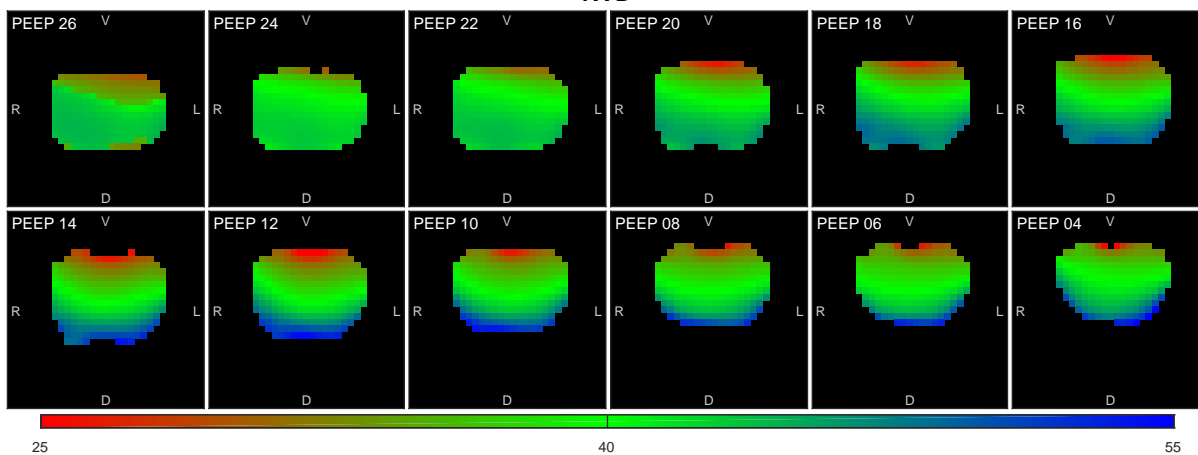 PEEP 26 V R L D
PEEP 24 V R L D
PEEP 22 V R L D
PEEP 20 V R L D
PEEP 18 V R L D
PEEP 16 V R L D
PEEP 14 V R L D
PEEP 12 V R L D
PEEP 10 V R L D
PEEP 08 V R L D
PEEP 06 V R L D
PEEP 04 V R L D
25 40 55